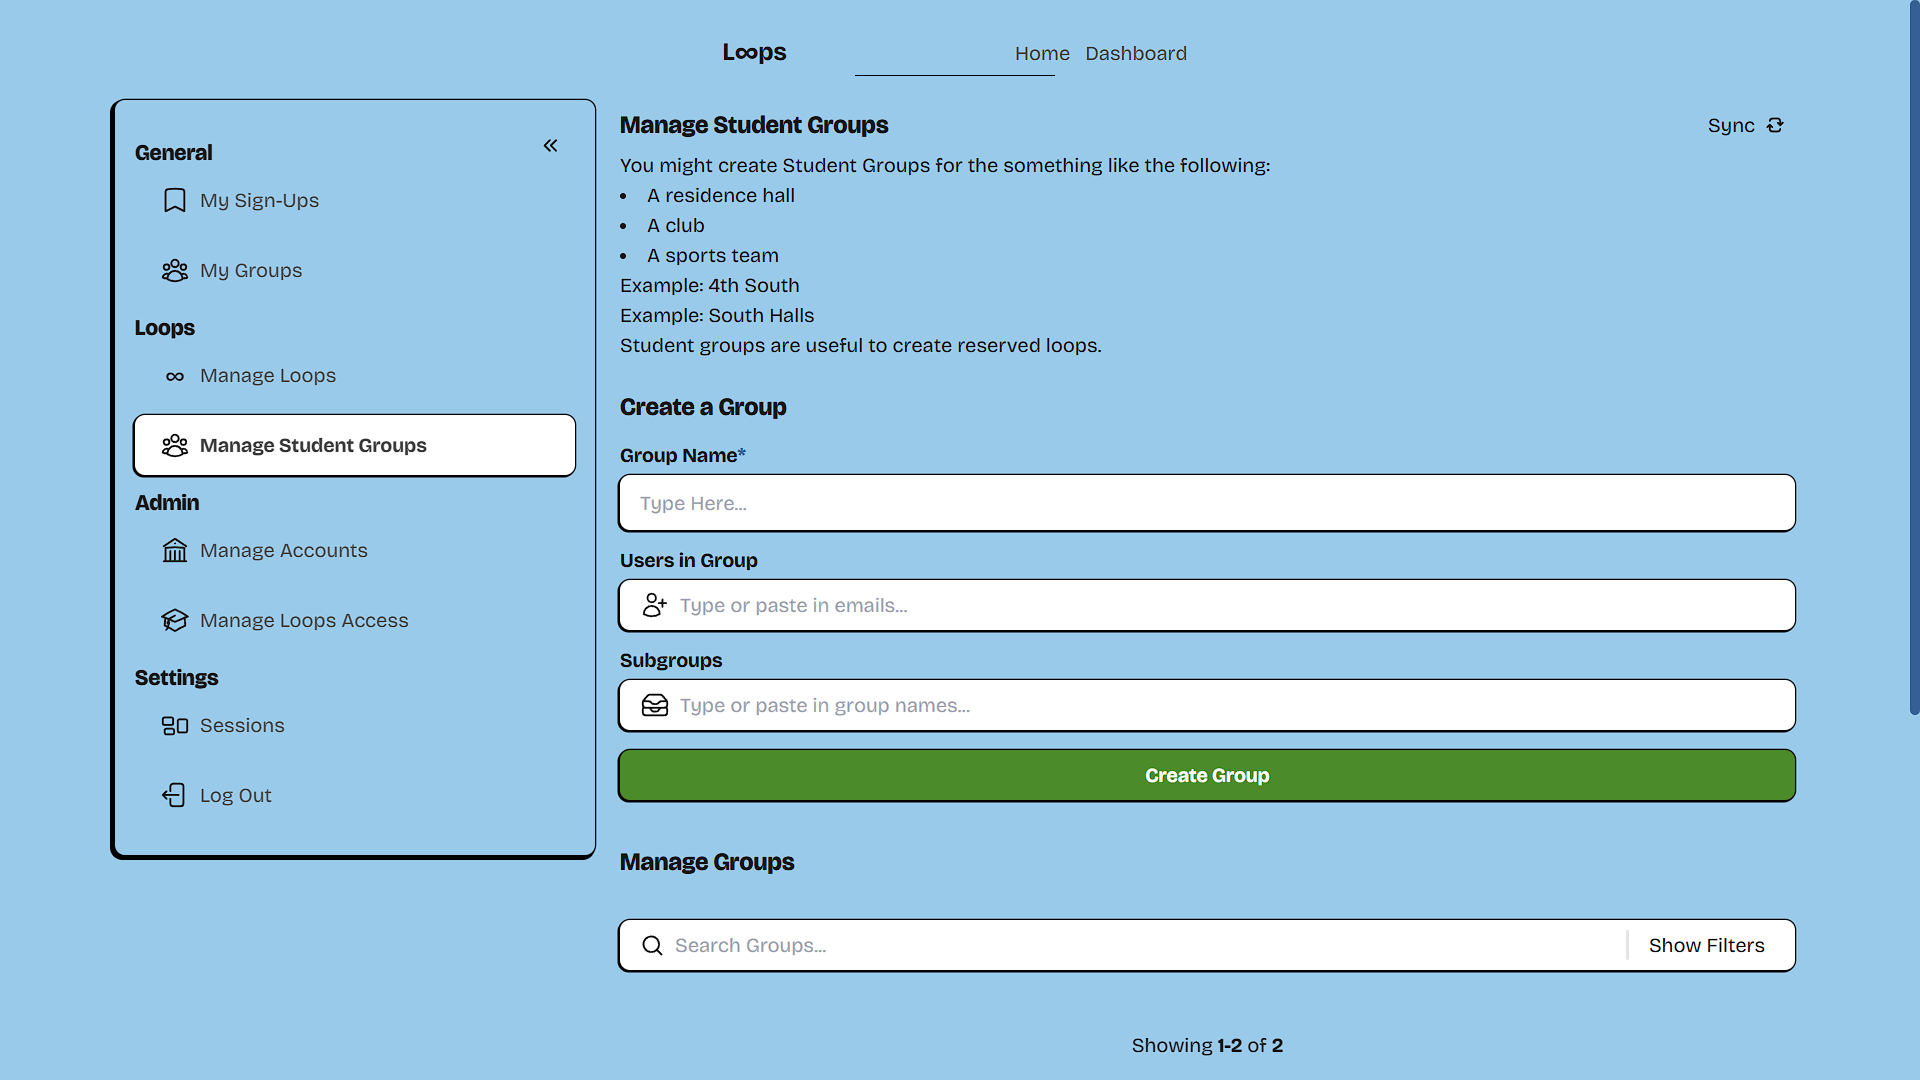 Loops
Home Dashboard
General
My Sign-Ups
My Groups
Loops
Manage Loops
Manage Student Groups
Admin
Manage Accounts
Manage Loops Access
Settings
Sessions
Log Out
Manage Student Groups
Sync
You might create Student Groups for the something like the following:
• A residence hall
• A club
• A sports team
Example: 4th South
Example: South Halls
Student groups are useful to create reserved loops.
Create a Group
Group Name*
Type Here...
Users in Group
Type or paste in emails...
Subgroups
Type or paste in group names...
Create Group
Manage Groups
Search Groups...
Show Filters
Showing 1-2 of 2